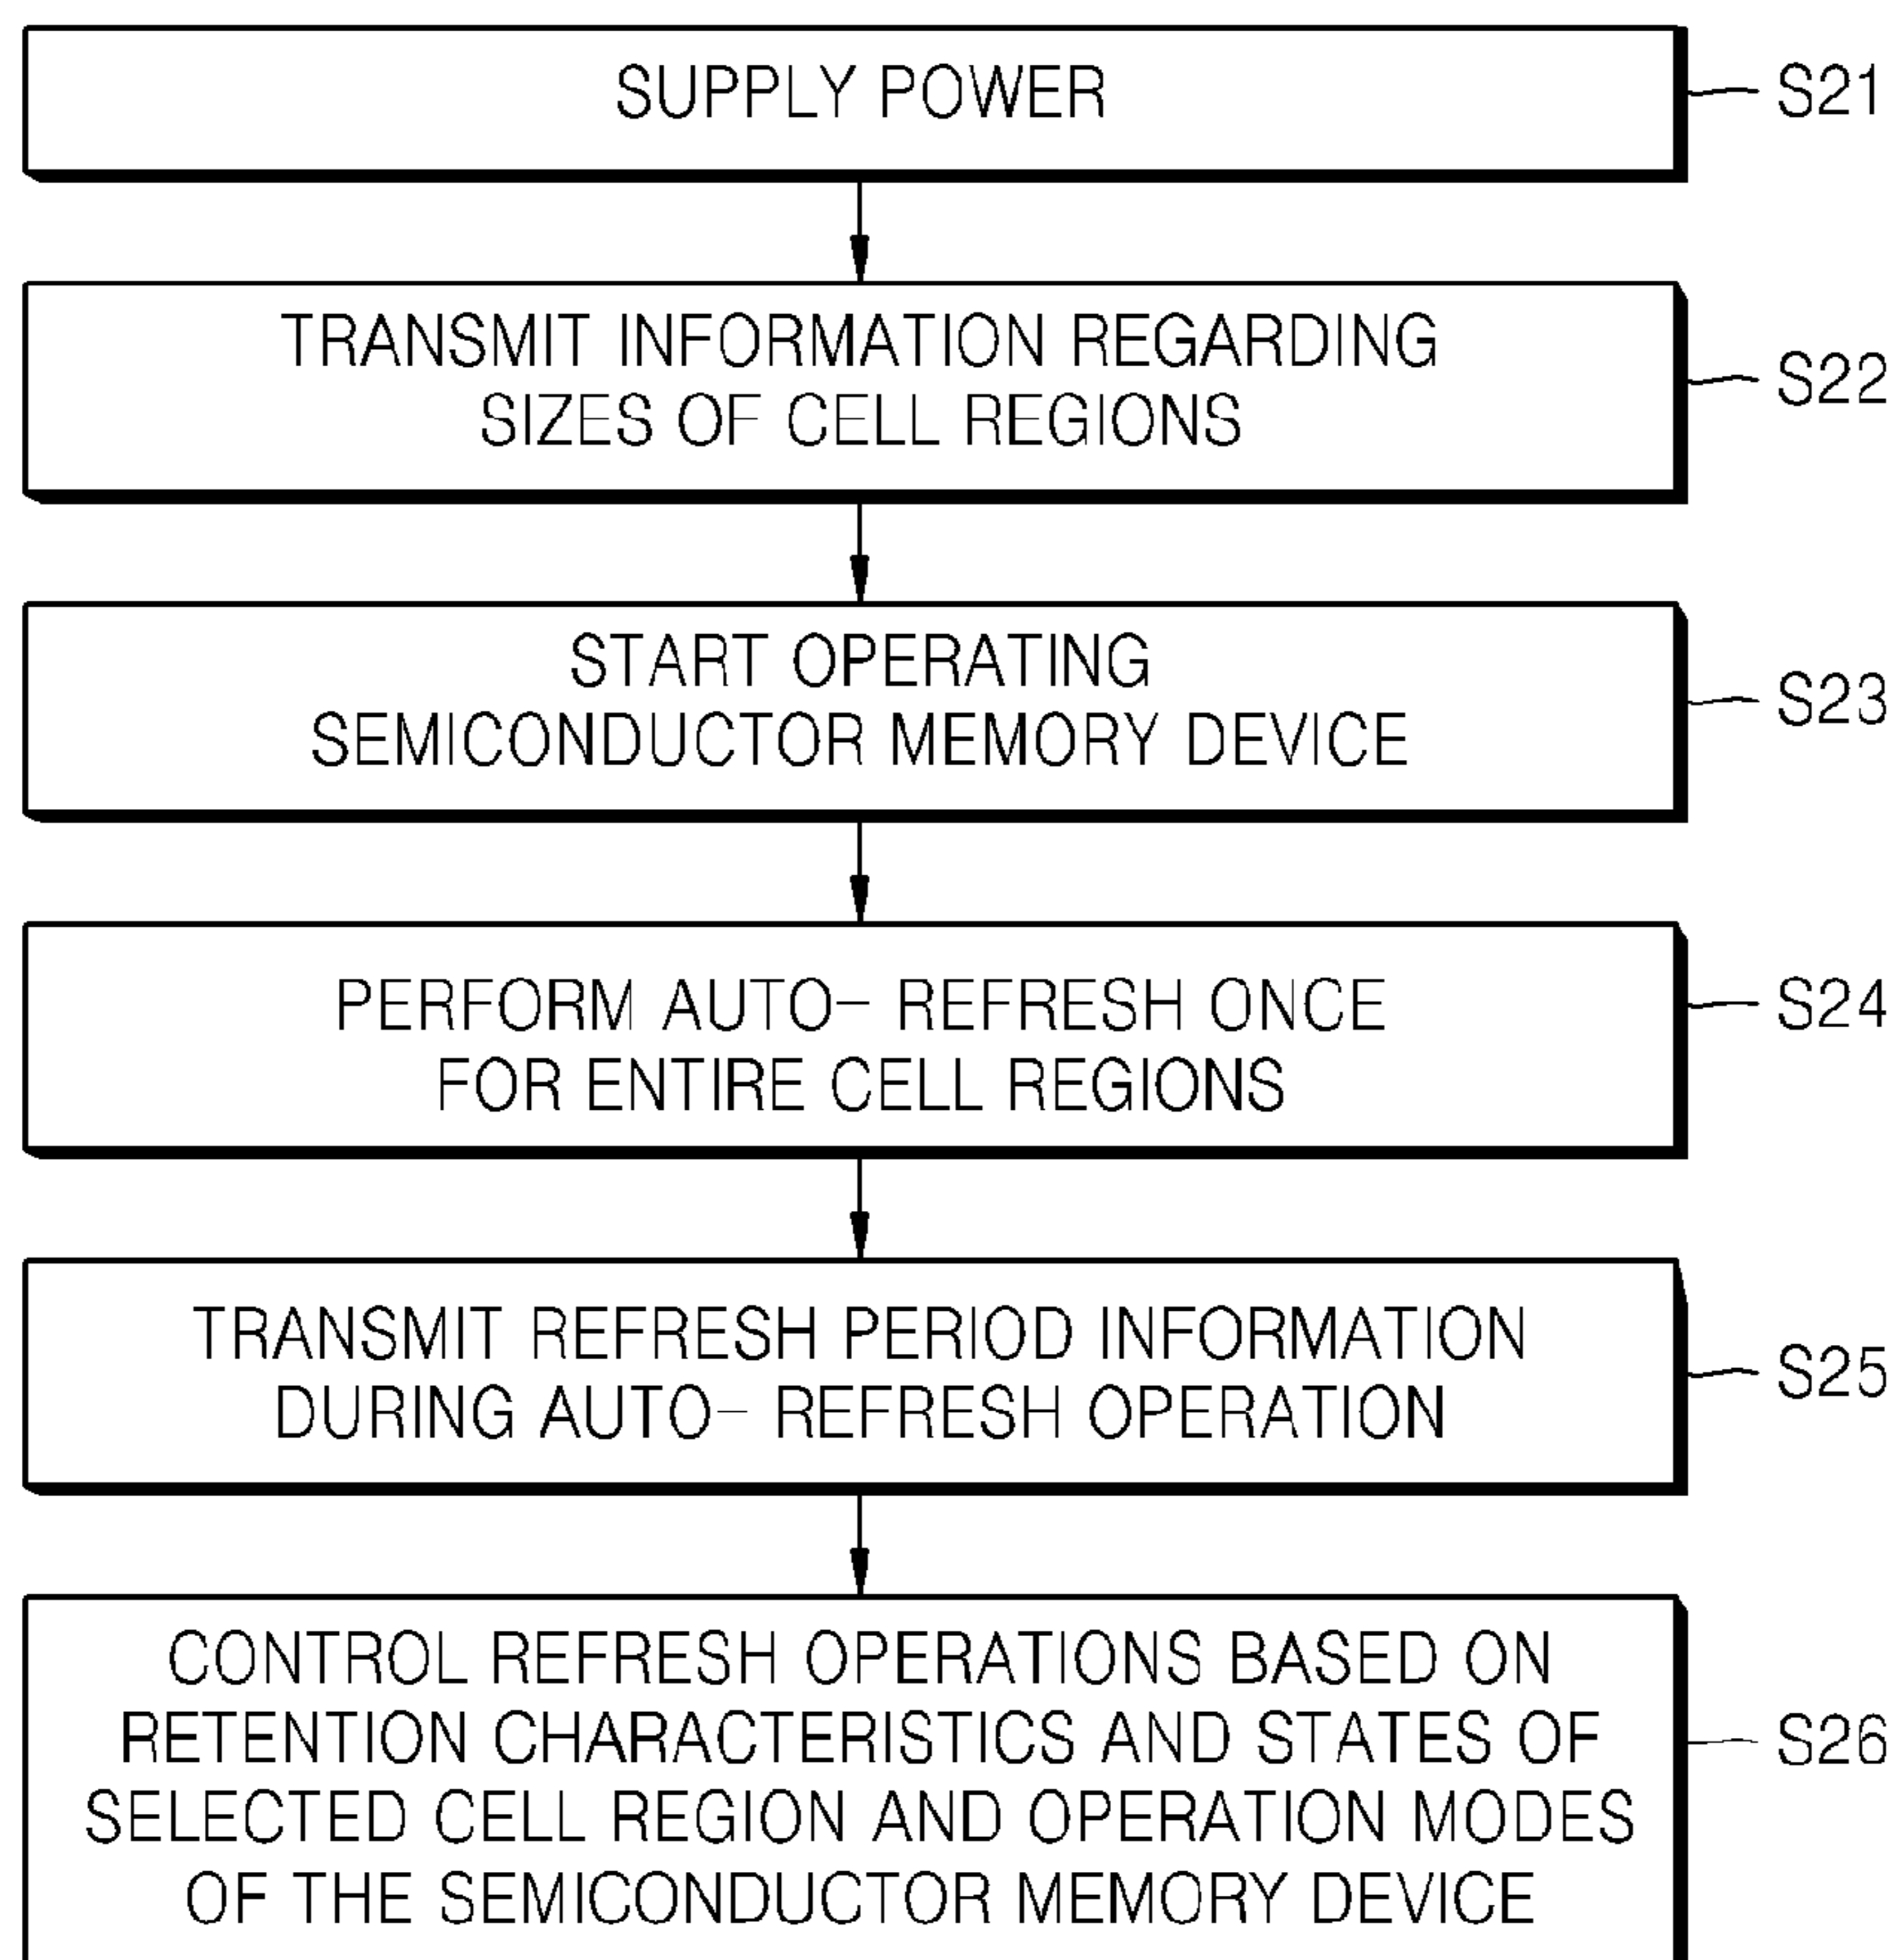 SUPPLY POWER
S21
TRANSMIT INFORMATION REGARDING
SIZES OF CELL REGIONS
S22
START OPERATING
SEMICONDUCTOR MEMORY DEVICE
S23
PERFORM AUTO- REFRESH ONCE
FOR ENTIRE CELL REGIONS
S24
TRANSMIT REFRESH PERIOD INFORMATION
DURING AUTO- REFRESH OPERATION
S25
CONTROL REFRESH OPERATIONS BASED ON
RETENTION CHARACTERISTICS AND STATES OF
SELECTED CELL REGION AND OPERATION MODES
OF THE SEMICONDUCTOR MEMORY DEVICE
S26